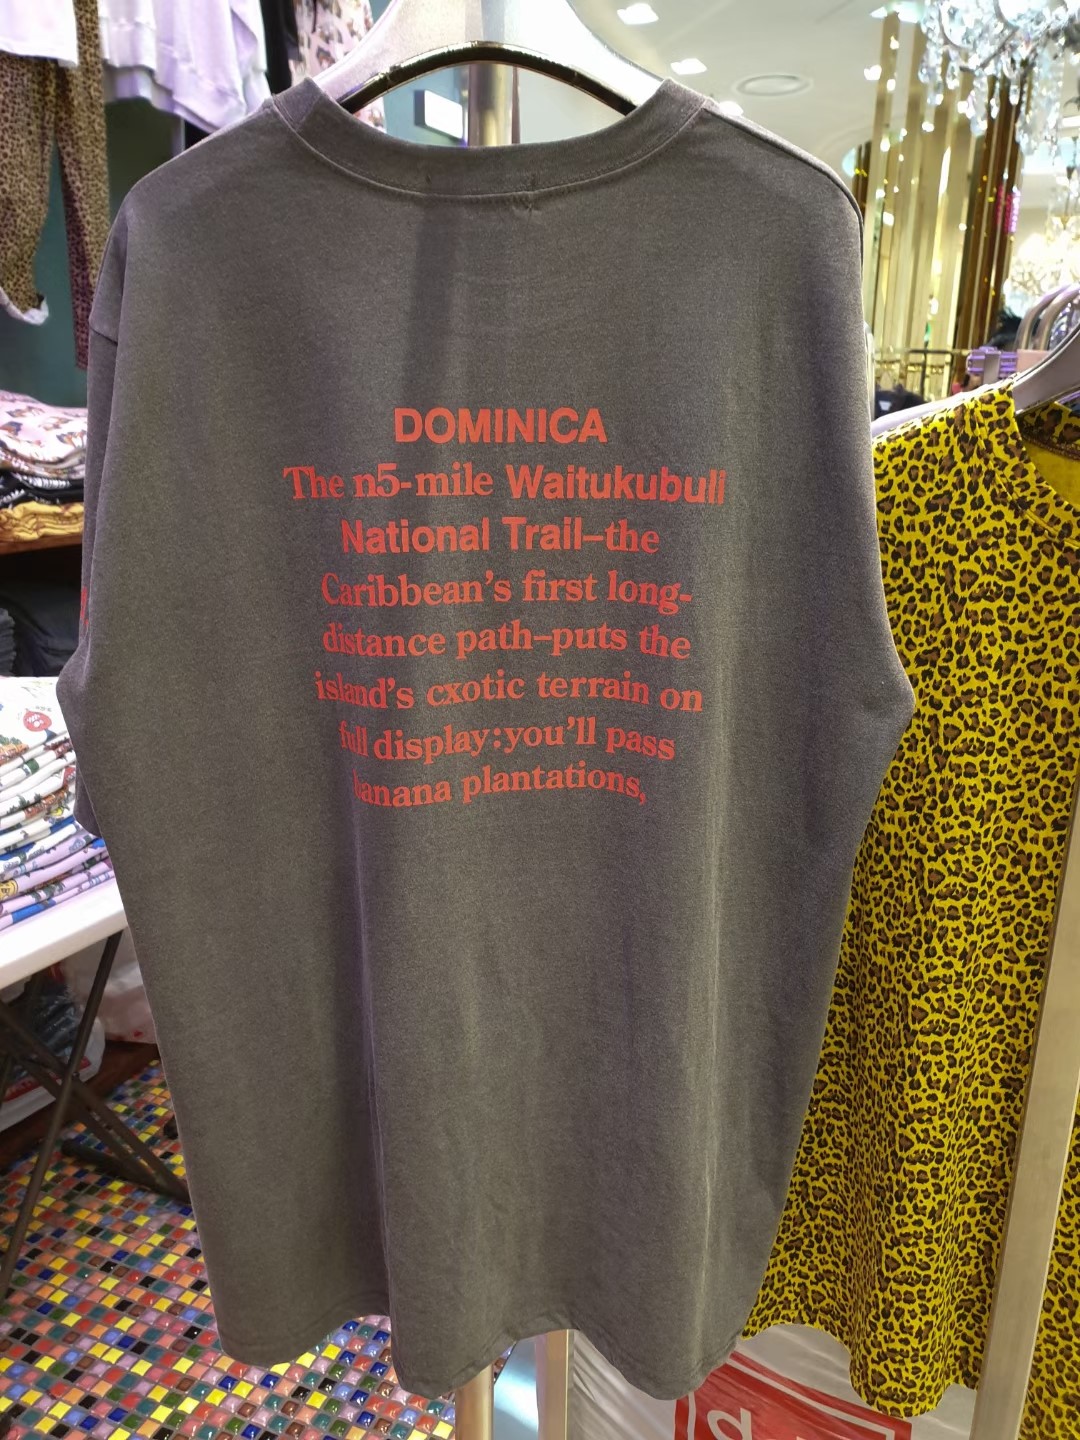 DOMINICA
The n5-mile Waitukubuli
National Trail–the
Caribbean's first long-
distance path–puts the
island's cxotic terrain on
full display:you'll pass
banana plantations,